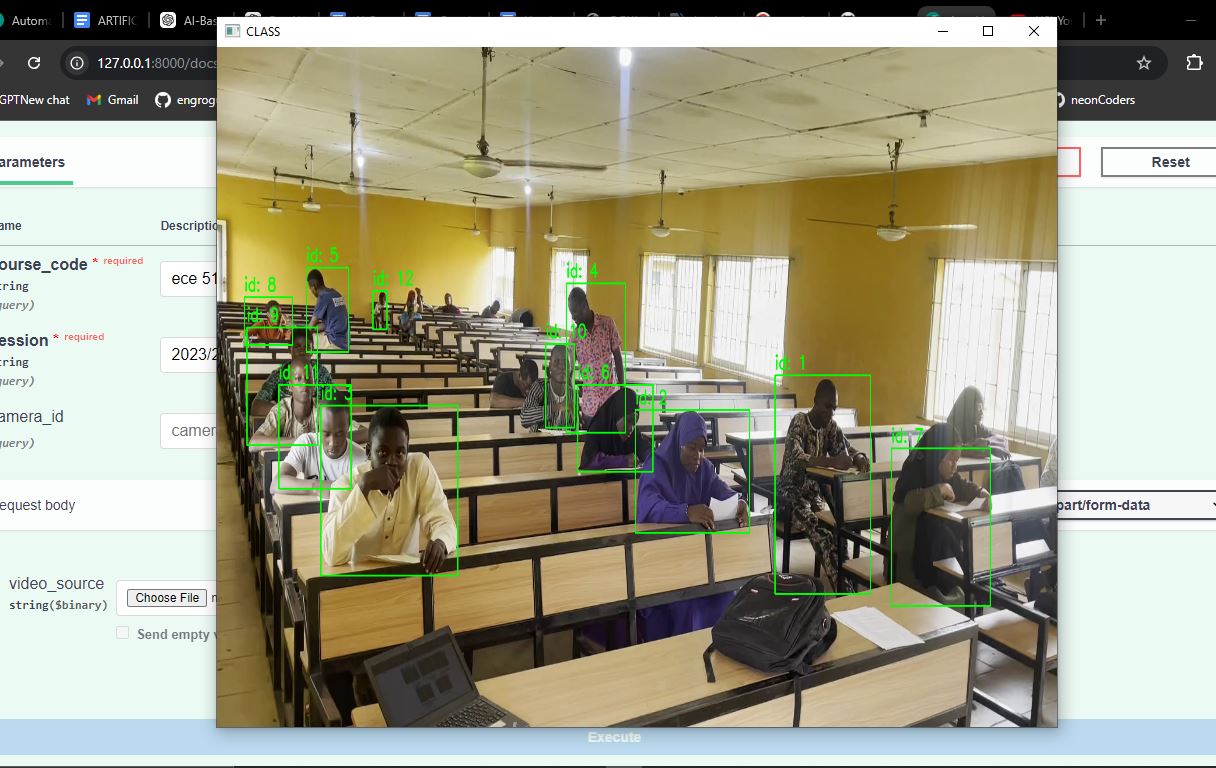 Automa
ARTIFIC
AI-Bas
CLASS
127.0.0.1:8000/docs
GPTNew chat
Gmail
engrogu
neonCoders
arameters
Reset
ame
Descriptio
ourse_code * required
string
query)
ece 51
ession * required
string
query)
2023/2
amera_id
query)
camer
equest body
part/form-data
video_source
string($binary)
Choose File
Send empty v
Execute
id: 5
id: 12
id: 8
id: 9
id: 4
id: 10
id: 11
id: 3
id: 6
id: 2
id: 1
id: 7